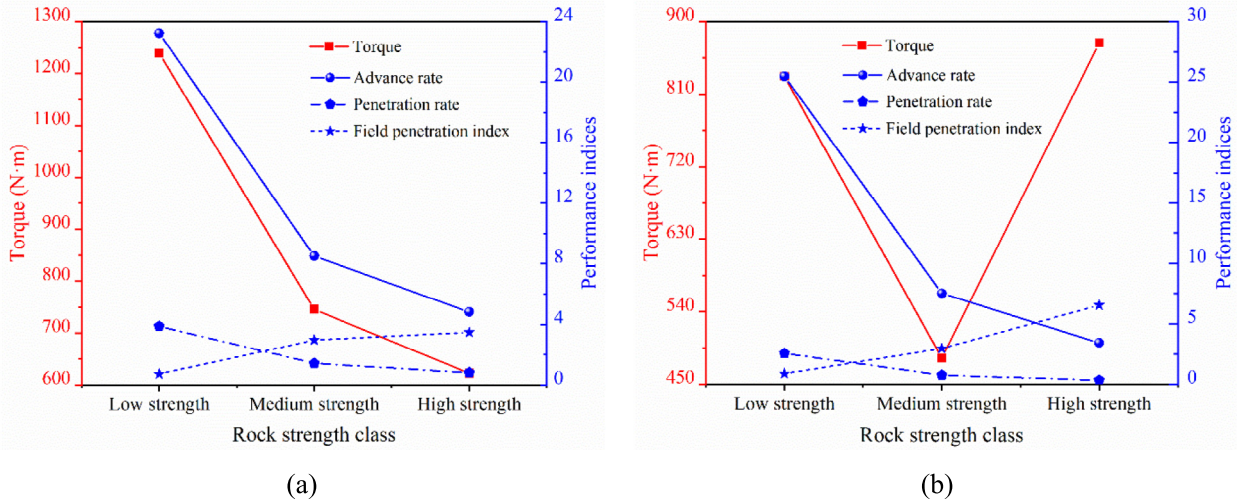 1300
1200
1100
1000
900
800
700
600
Torque (N·m)
24
20
16
12
8
4
0
Performance indices
Torque
Advance rate
Penetration rate
Field penetration index
Low strength
Medium strength
High strength
Rock strength class
(a)
900
810
720
630
540
450
Torque (N·m)
30
25
20
15
10
5
0
Performance indices
Torque
Advance rate
Penetration rate
Field penetration index
Low strength
Medium strength
High strength
Rock strength class
(b)